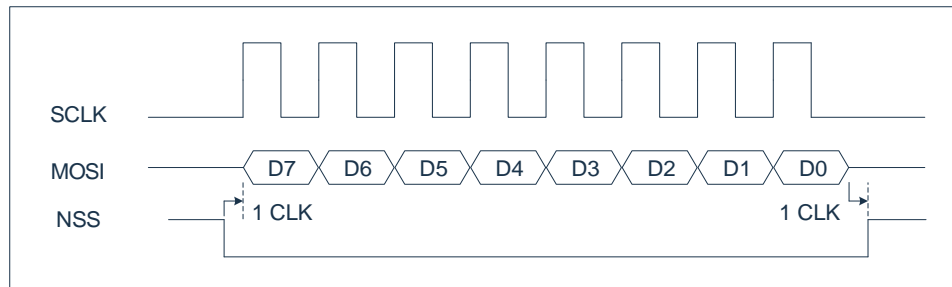 SCLK
MOSI D7 D6 D5 D4 D3 D2 D1 D0
NSS 1 CLK 1 CLK